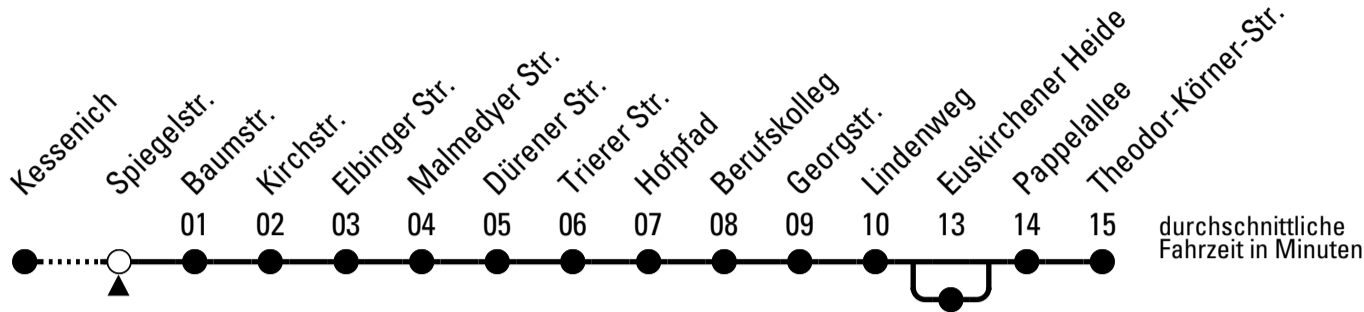 Kessenich
Spiegelstr.
Baumstr.
Kirchstr.
Elbinger Str.
Malmedyer Str.
Dürener Str.
Trierer Str.
Hofpfad
Berufskolleg
Georgstr.
Lindenweg
Euskirchener Heide
Pappelallee
Theodor-Körner-Str.
01 02 03 04 05 06 07 08 09 10 13 14 15
durchschnittliche
Fahrzeit in Minuten